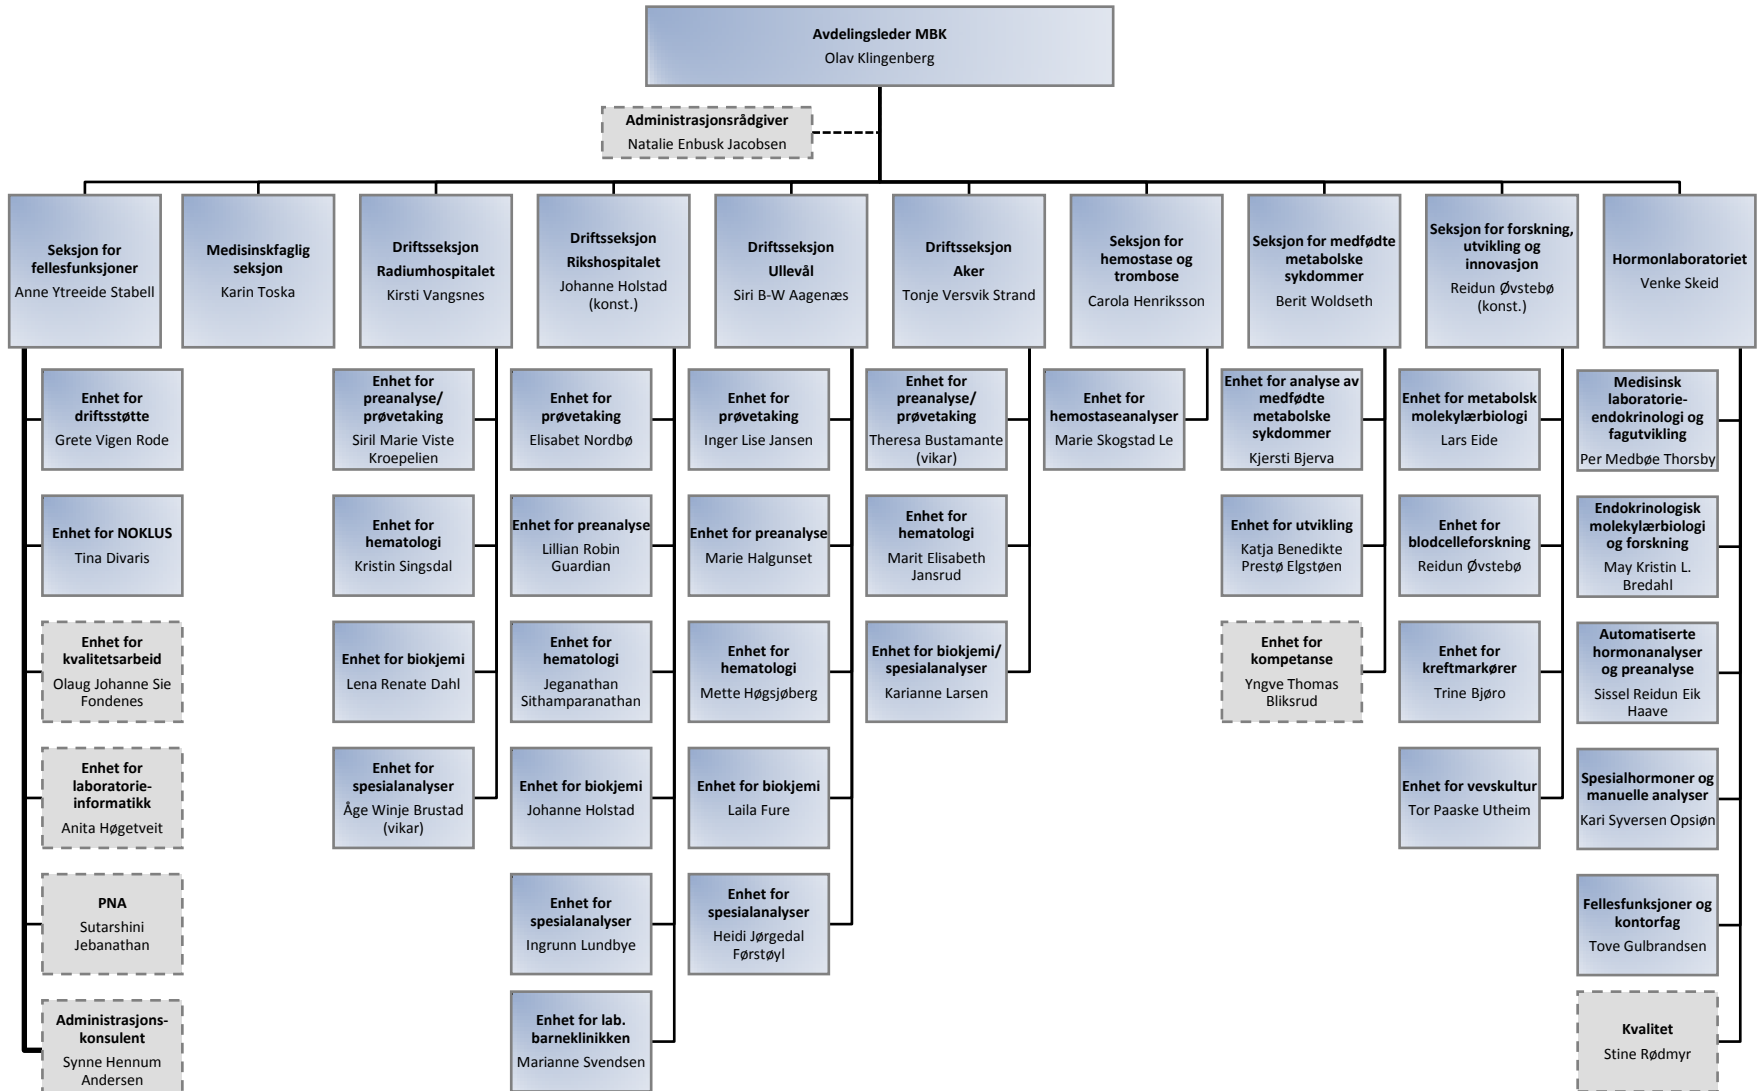 Avdelingsleder MBK
Olav Klingenberg
Administrasjonsrådgiver
Natalie Enbusk Jacobsen
Seksjon for
fellesfunksjoner
Anne Ytreeide Stabell
Medisinskfaglig
seksjon
Karin Toska
Driftsseksjon
Radiumhospitalet
Kirsti Vangsnes
Driftsseksjon
Rikshospitalet
Johanne Holstad
(konst.)
Driftsseksjon
Ullevål
Siri B-W Aagenæs
Driftsseksjon
Aker
Tonje Versvik Strand
Seksjon for
hemostase og
trombose
Carola Henriksson
Seksjon for medfødte
metabolske
sykdommer
Berit Woldseth
Seksjon for forskning,
utvikling og
innovasjon
Reidun Øvstebø
(konst.)
Hormonlaboratoriet
Venke Skeid
Enhet for
driftsstøtte
Grete Vigen Rode
Enhet for
preanalyse/
prøvetaking
Siril Marie Viste
Kroepelien
Enhet for
prøvetaking
Elisabet Nordbø
Enhet for
prøvetaking
Inger Lise Jansen
Enhet for
preanalyse/
prøvetaking
Theresa Bustamante
(vikar)
Enhet for
hemostaseanalyser
Marie Skogstad Le
Enhet for analyse av
medfødte
metabolske
sykdommer
Kjersti Bjerva
Enhet for metabolsk
molekylærbiologi
Lars Eide
Medisinsk
laboratorie-
endokrinologi og
fagutvikling
Per Medbøe Thorsby
Enhet for NOKLUS
Tina Divaris
Enhet for
hematologi
Kristin Singsdal
Enhet for preanalyse
Lillian Robin
Guardian
Enhet for preanalyse
Marie Halgunset
Enhet for
hematologi
Marit Elisabeth
Jansrud
Enhet for utvikling
Katja Benedikte
Prestø Elgstøen
Enhet for
blodcelleforskning
Reidun Øvstebø
Endokrinologisk
molekylærbiologi
og forskning
May Kristin L.
Bredahl
Enhet for
kvalitetsarbeid
Olaug Johanne Sie
Fondenes
Enhet for biokjemi
Lena Renate Dahl
Enhet for
hematologi
Jeganathan
Sithamparanathan
Enhet for
hematologi
Mette Høgsjøberg
Enhet for biokjemi/
spesialanalyser
Karianne Larsen
Enhet for
kompetanse
Yngve Thomas
Bliksrud
Enhet for
kreftmarkører
Trine Bjøro
Automatiserte
hormonanalyser
og preanalyse
Sissel Reidun Eik
Haave
Enhet for
laboratorie-
informatikk
Anita Høgetveit
Enhet for
spesialanalyser
Åge Winje Brustad
(vikar)
Enhet for biokjemi
Johanne Holstad
Enhet for biokjemi
Laila Fure
Enhet for vevskultur
Tor Paaske Utheim
Spesialhormoner og
manuelle analyser
Kari Syversen Opsiøn
PNA
Sutarshini
Jebanathan
Enhet for
spesialanalyser
Ingrunn Lundbye
Enhet for
spesialanalyser
Heidi Jørgedal
Førstøyl
Fellesfunksjoner og
kontorfag
Tove Gulbrandsen
Administrasjons-
konsulent
Synne Hennum
Andersen
Enhet for lab.
barneklinikken
Marianne Svendsen
Kvalitet
Stine Rødmyr